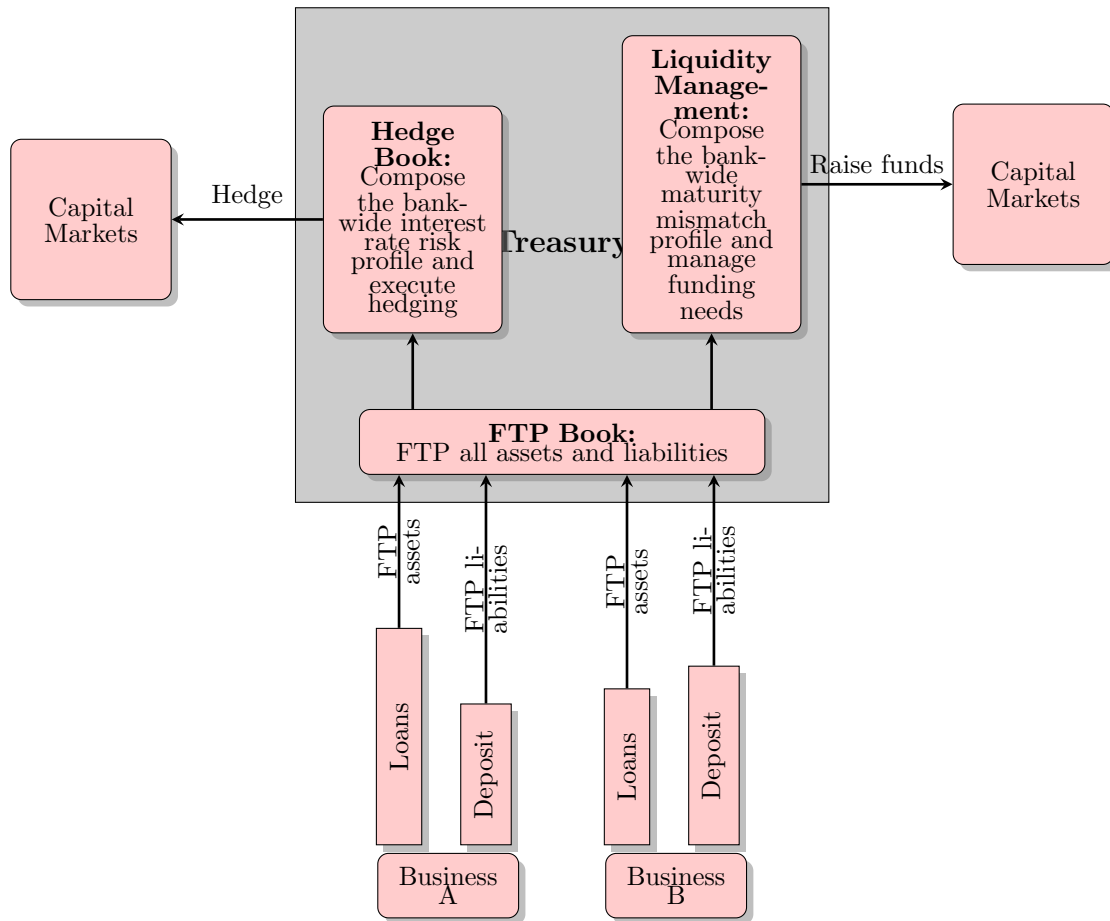 Liquidity
Manage-
ment:
Compose
the bank-
wide
maturity
mismatch
profile and
manage
funding
needs
Hedge
Book:
Compose
the bank-
wide interest
rate risk
profile and
execute
hedging
Capital
Markets
Hedge
Treasury
Raise funds
Capital
Markets
FTP Book:
FTP all assets and liabilities
FTP
assets
FTP li-
abilities
FTP
assets
FTP li-
abilities
Loans
Deposit
Loans
Deposit
Business
A
Business
B